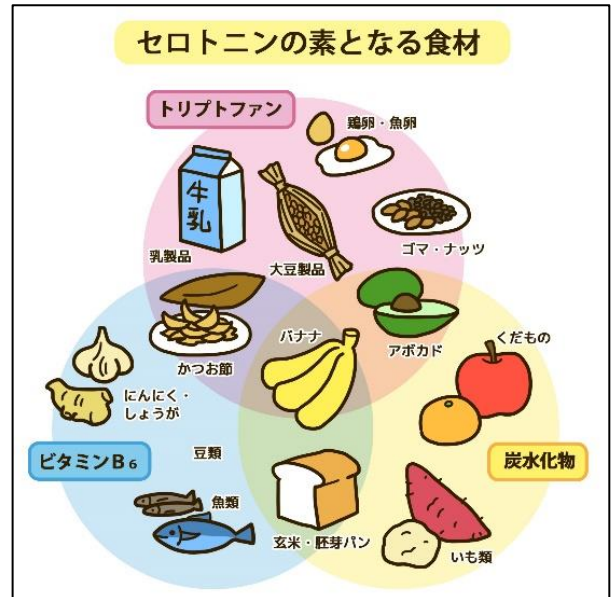 セロトニンの素となる食材
トリプトファン
鶏卵・魚卵
牛乳
乳製品
大豆製品
ゴマ・ナッツ
かつお節
バナナ
アボカド
くだもの
にんにく・
しょうが
ビタミンB₆
豆類
炭水化物
魚類
玄米・胚芽パン
いも類